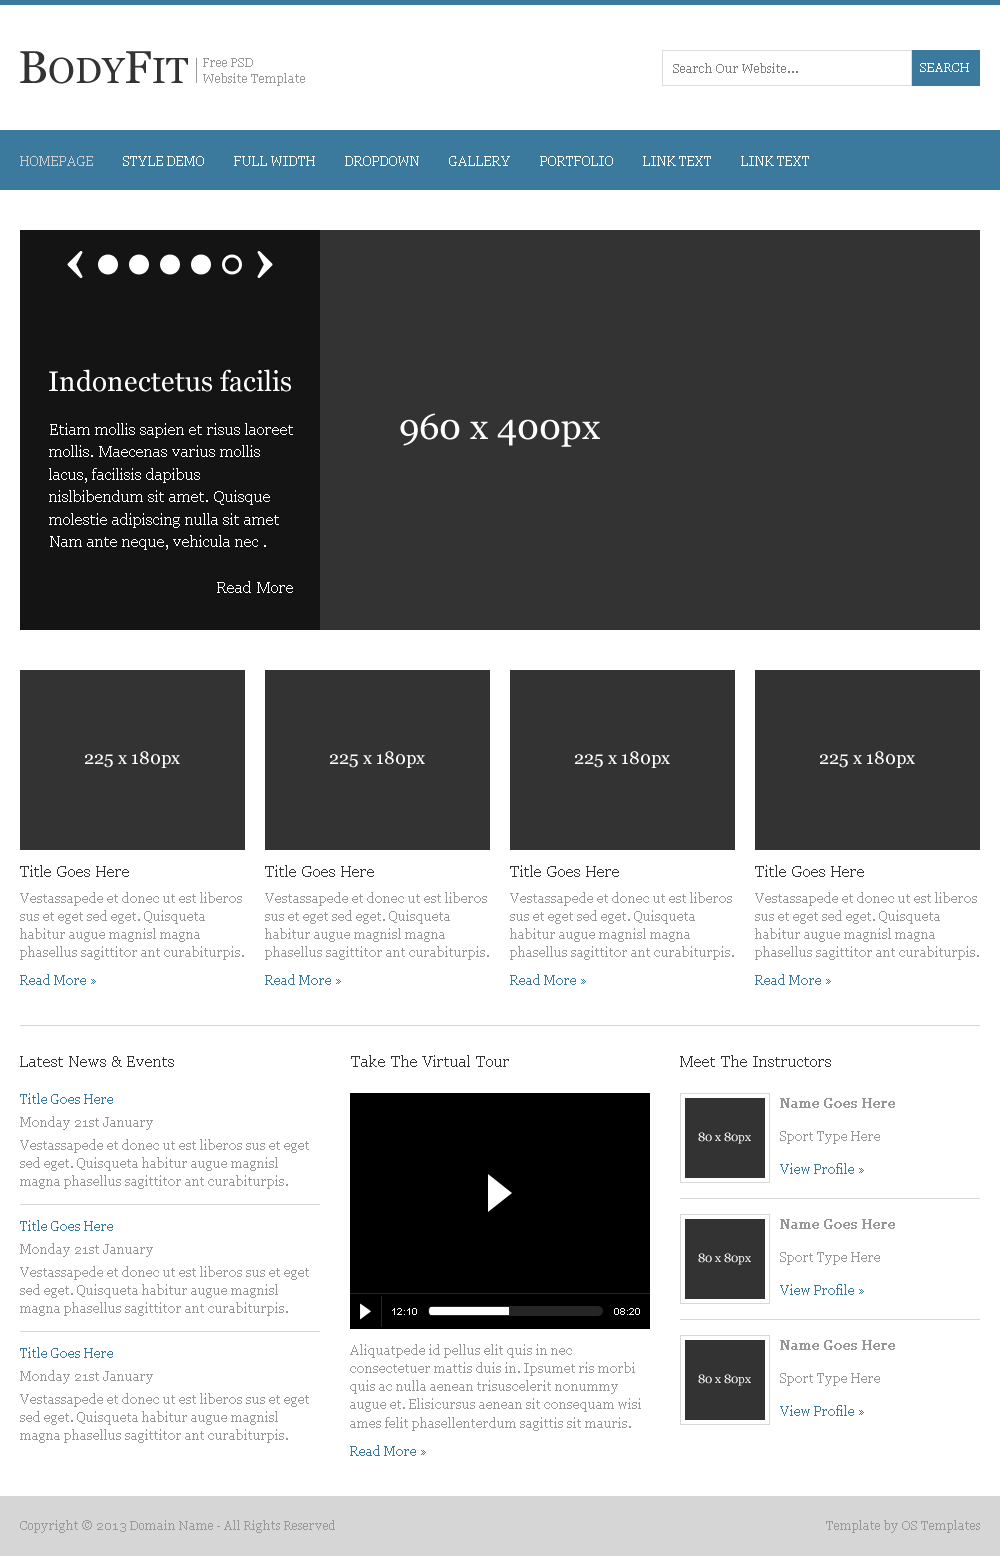 BODYFIT
Free PSD
Website Template
Search Our Website...
SEARCH
HOMEPAGE STYLE DEMO FULL WIDTH DROPDOWN GALLERY PORTFOLIO LINK TEXT LINK TEXT
Indonectetus facilis
Etiam mollis sapien et risus laoreet
mollis. Maecenas varius mollis
lacus, facilisis dapibus
nislbibendum sit amet. Quisque
molestie adipiscing nulla sit amet
Nam ante neque, vehicula nec .
Read More
960 x 400px
225 x 180px
Title Goes Here
Vestassapede et donec ut est liberos
sus et eget sed eget. Quisqueta
habitur augue magnisl magna
phasellus sagittitor ant curabiturpis.
Read More »
225 x 180px
Title Goes Here
Vestassapede et donec ut est liberos
sus et eget sed eget. Quisqueta
habitur augue magnisl magna
phasellus sagittitor ant curabiturpis.
Read More »
225 x 180px
Title Goes Here
Vestassapede et donec ut est liberos
sus et eget sed eget. Quisqueta
habitur augue magnisl magna
phasellus sagittitor ant curabiturpis.
Read More »
225 x 180px
Title Goes Here
Vestassapede et donec ut est liberos
sus et eget sed eget. Quisqueta
habitur augue magnisl magna
phasellus sagittitor ant curabiturpis.
Read More »
Latest News & Events
Title Goes Here
Monday 21st January
Vestassapede et donec ut est liberos sus et eget
sed eget. Quisqueta habitur augue magnisl
magna phasellus sagittitor ant curabiturpis.
Title Goes Here
Monday 21st January
Vestassapede et donec ut est liberos sus et eget
sed eget. Quisqueta habitur augue magnisl
magna phasellus sagittitor ant curabiturpis.
Title Goes Here
Monday 21st January
Vestassapede et donec ut est liberos sus et eget
sed eget. Quisqueta habitur augue magnisl
magna phasellus sagittitor ant curabiturpis.
Take The Virtual Tour
12:10 08:20
Aliquatpede id pellus elit quis in nec
consectetuer mattis duis in. Ipsumet ris morbi
quis ac nulla aenean trisuscelerit nonummy
augue et. Elisicursus aenean sit consequam wisi
ames felit phasellenterdum sagittis sit mauris.
Read More »
Meet The Instructors
80 x 80px
Name Goes Here
Sport Type Here
View Profile »
80 x 80px
Name Goes Here
Sport Type Here
View Profile »
80 x 80px
Name Goes Here
Sport Type Here
View Profile »
Copyright © 2013 Domain Name - All Rights Reserved
Template by OS Templates